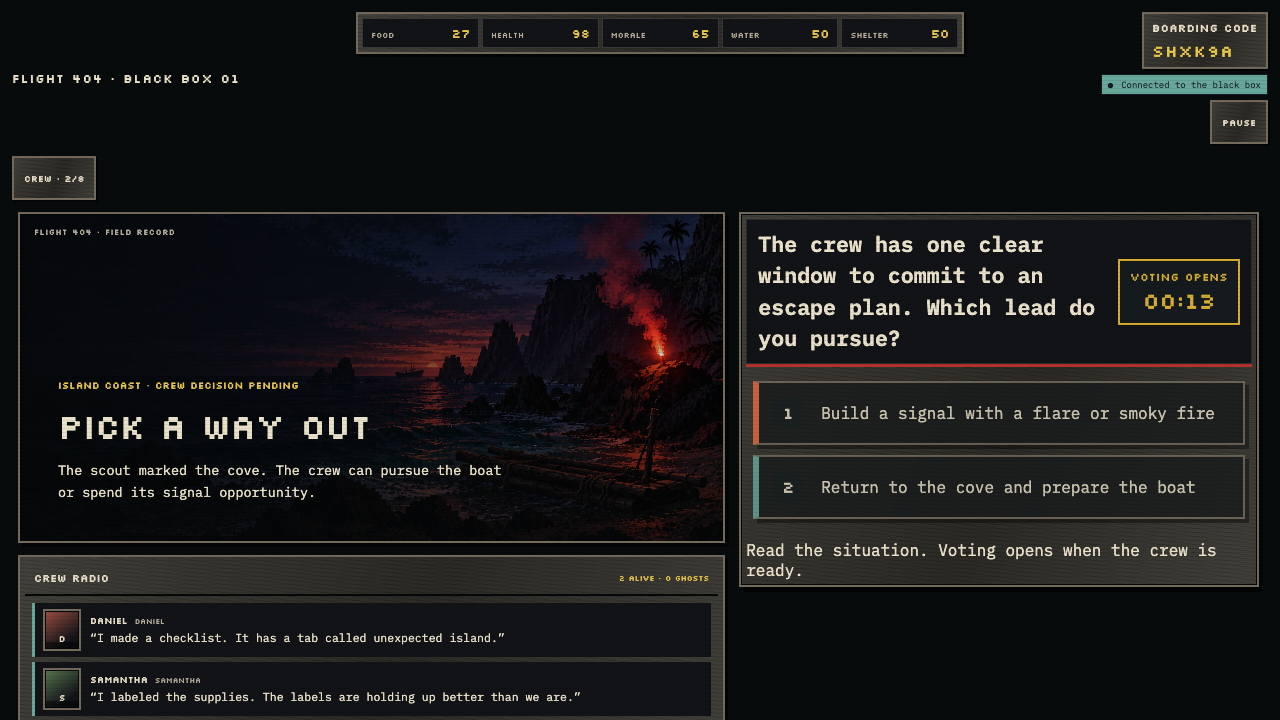 FOOD 27 HEALTH 98 MORALE 65 WATER 50 SHELTER 50
BOARDING CODE
SHXK9A
FLIGHT 404 · BLACK BOX 01
● Connected to the black box
PAUSE
CREW · 2/8
FLIGHT 404 · FIELD RECORD
ISLAND COAST · CREW DECISION PENDING
PICK A WAY OUT
The scout marked the cove. The crew can pursue the boat
or spend its signal opportunity.
The crew has one clear
window to commit to an
escape plan. Which lead do
you pursue?
VOTING OPENS
00:13
1 Build a signal with a flare or smoky fire
2 Return to the cove and prepare the boat
Read the situation. Voting opens when the crew is
ready.
CREW RADIO
2 ALIVE · 0 GHOSTS
D
DANIEL DANIEL
“I made a checklist. It has a tab called unexpected island.”
S
SAMANTHA SAMANTHA
“I labeled the supplies. The labels are holding up better than we are.”